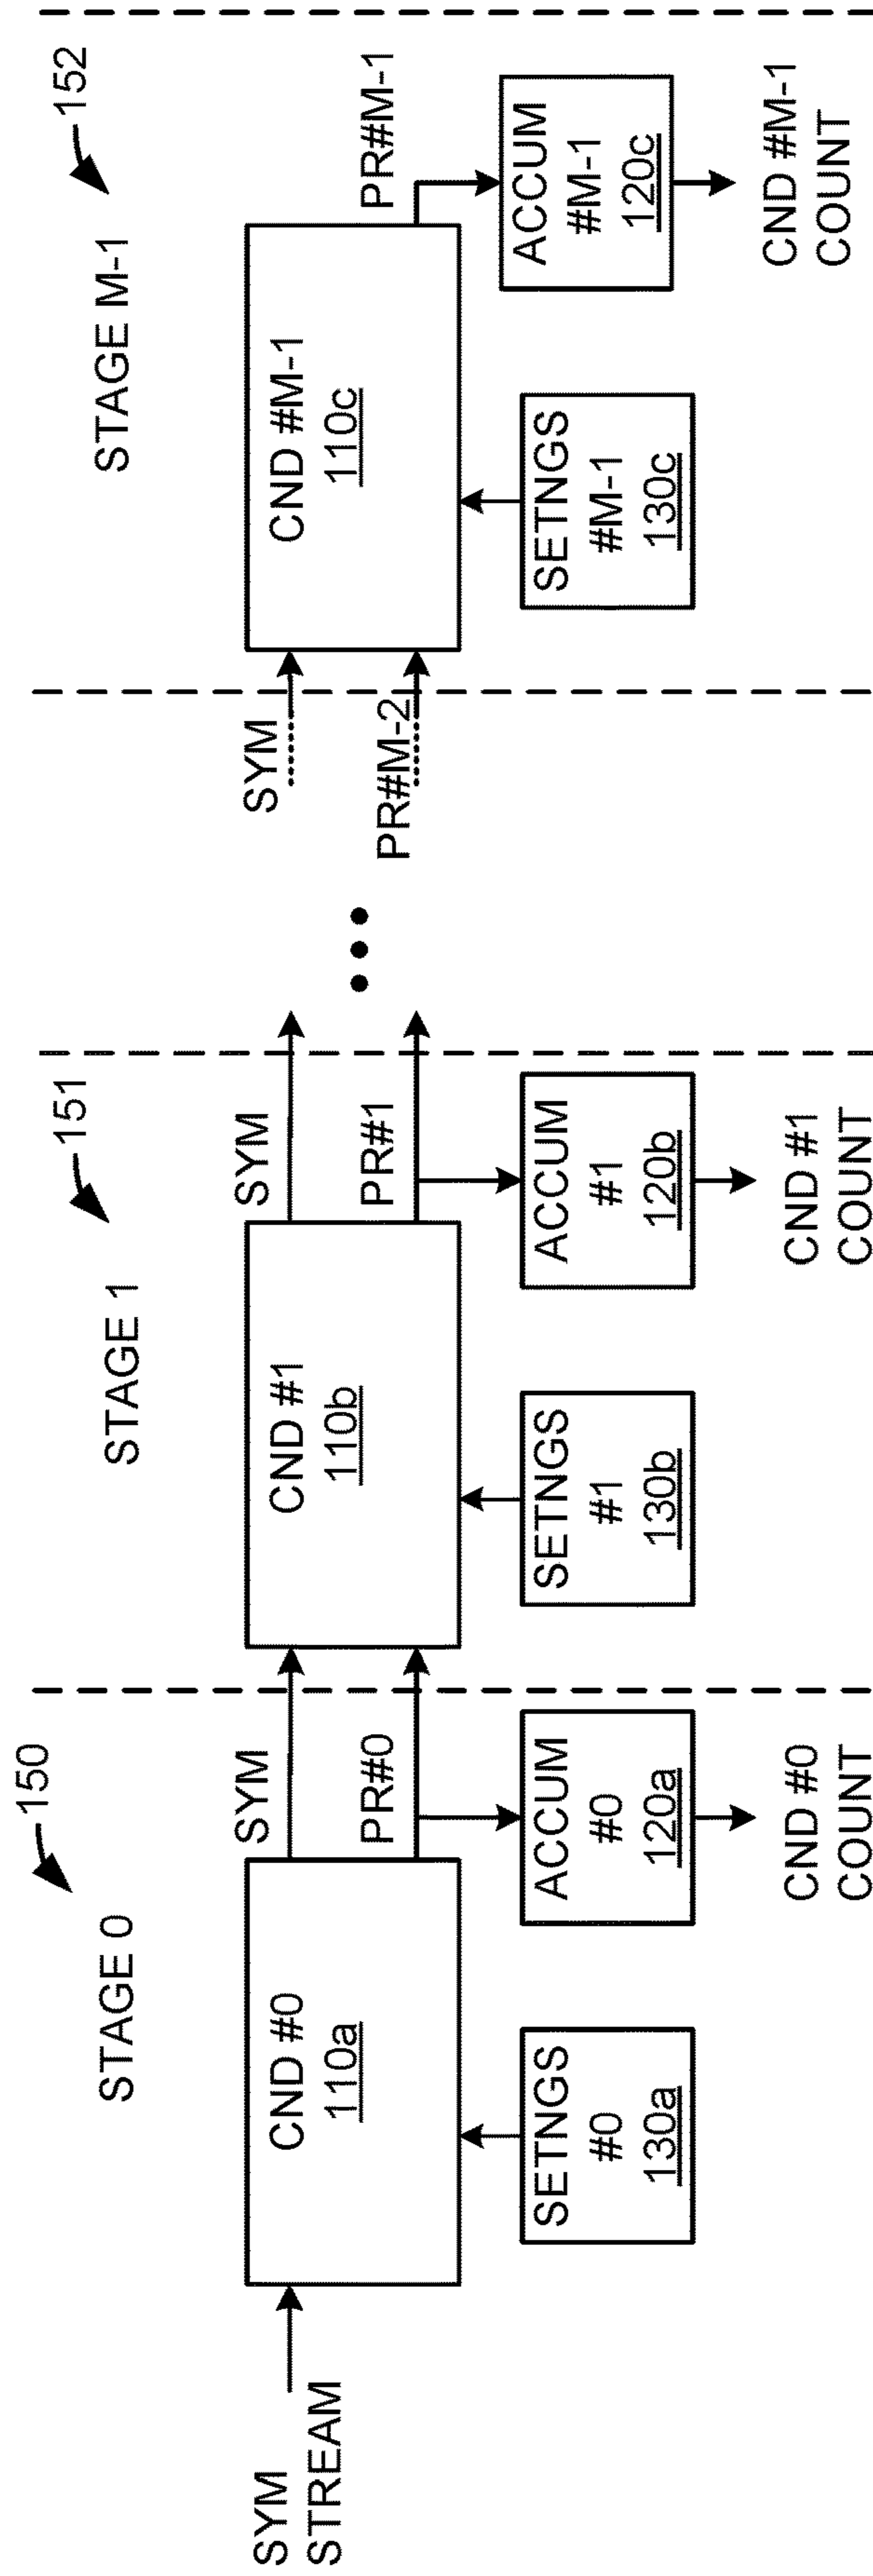 150
151
152
STAGE 0
STAGE 1
STAGE M-1
SYM
STREAM
CND #0
110a
SYM
PR#0
SETNGS
#0
130a
ACCUM
#0
120a
CND #0
COUNT
CND #1
110b
SYM
PR#1
SETNGS
#1
130b
ACCUM
#1
120b
CND #1
COUNT
SYM
PR#M-2
CND #M-1
110c
PR#M-1
SETNGS
#M-1
130c
ACCUM
#M-1
120c
CND #M-1
COUNT